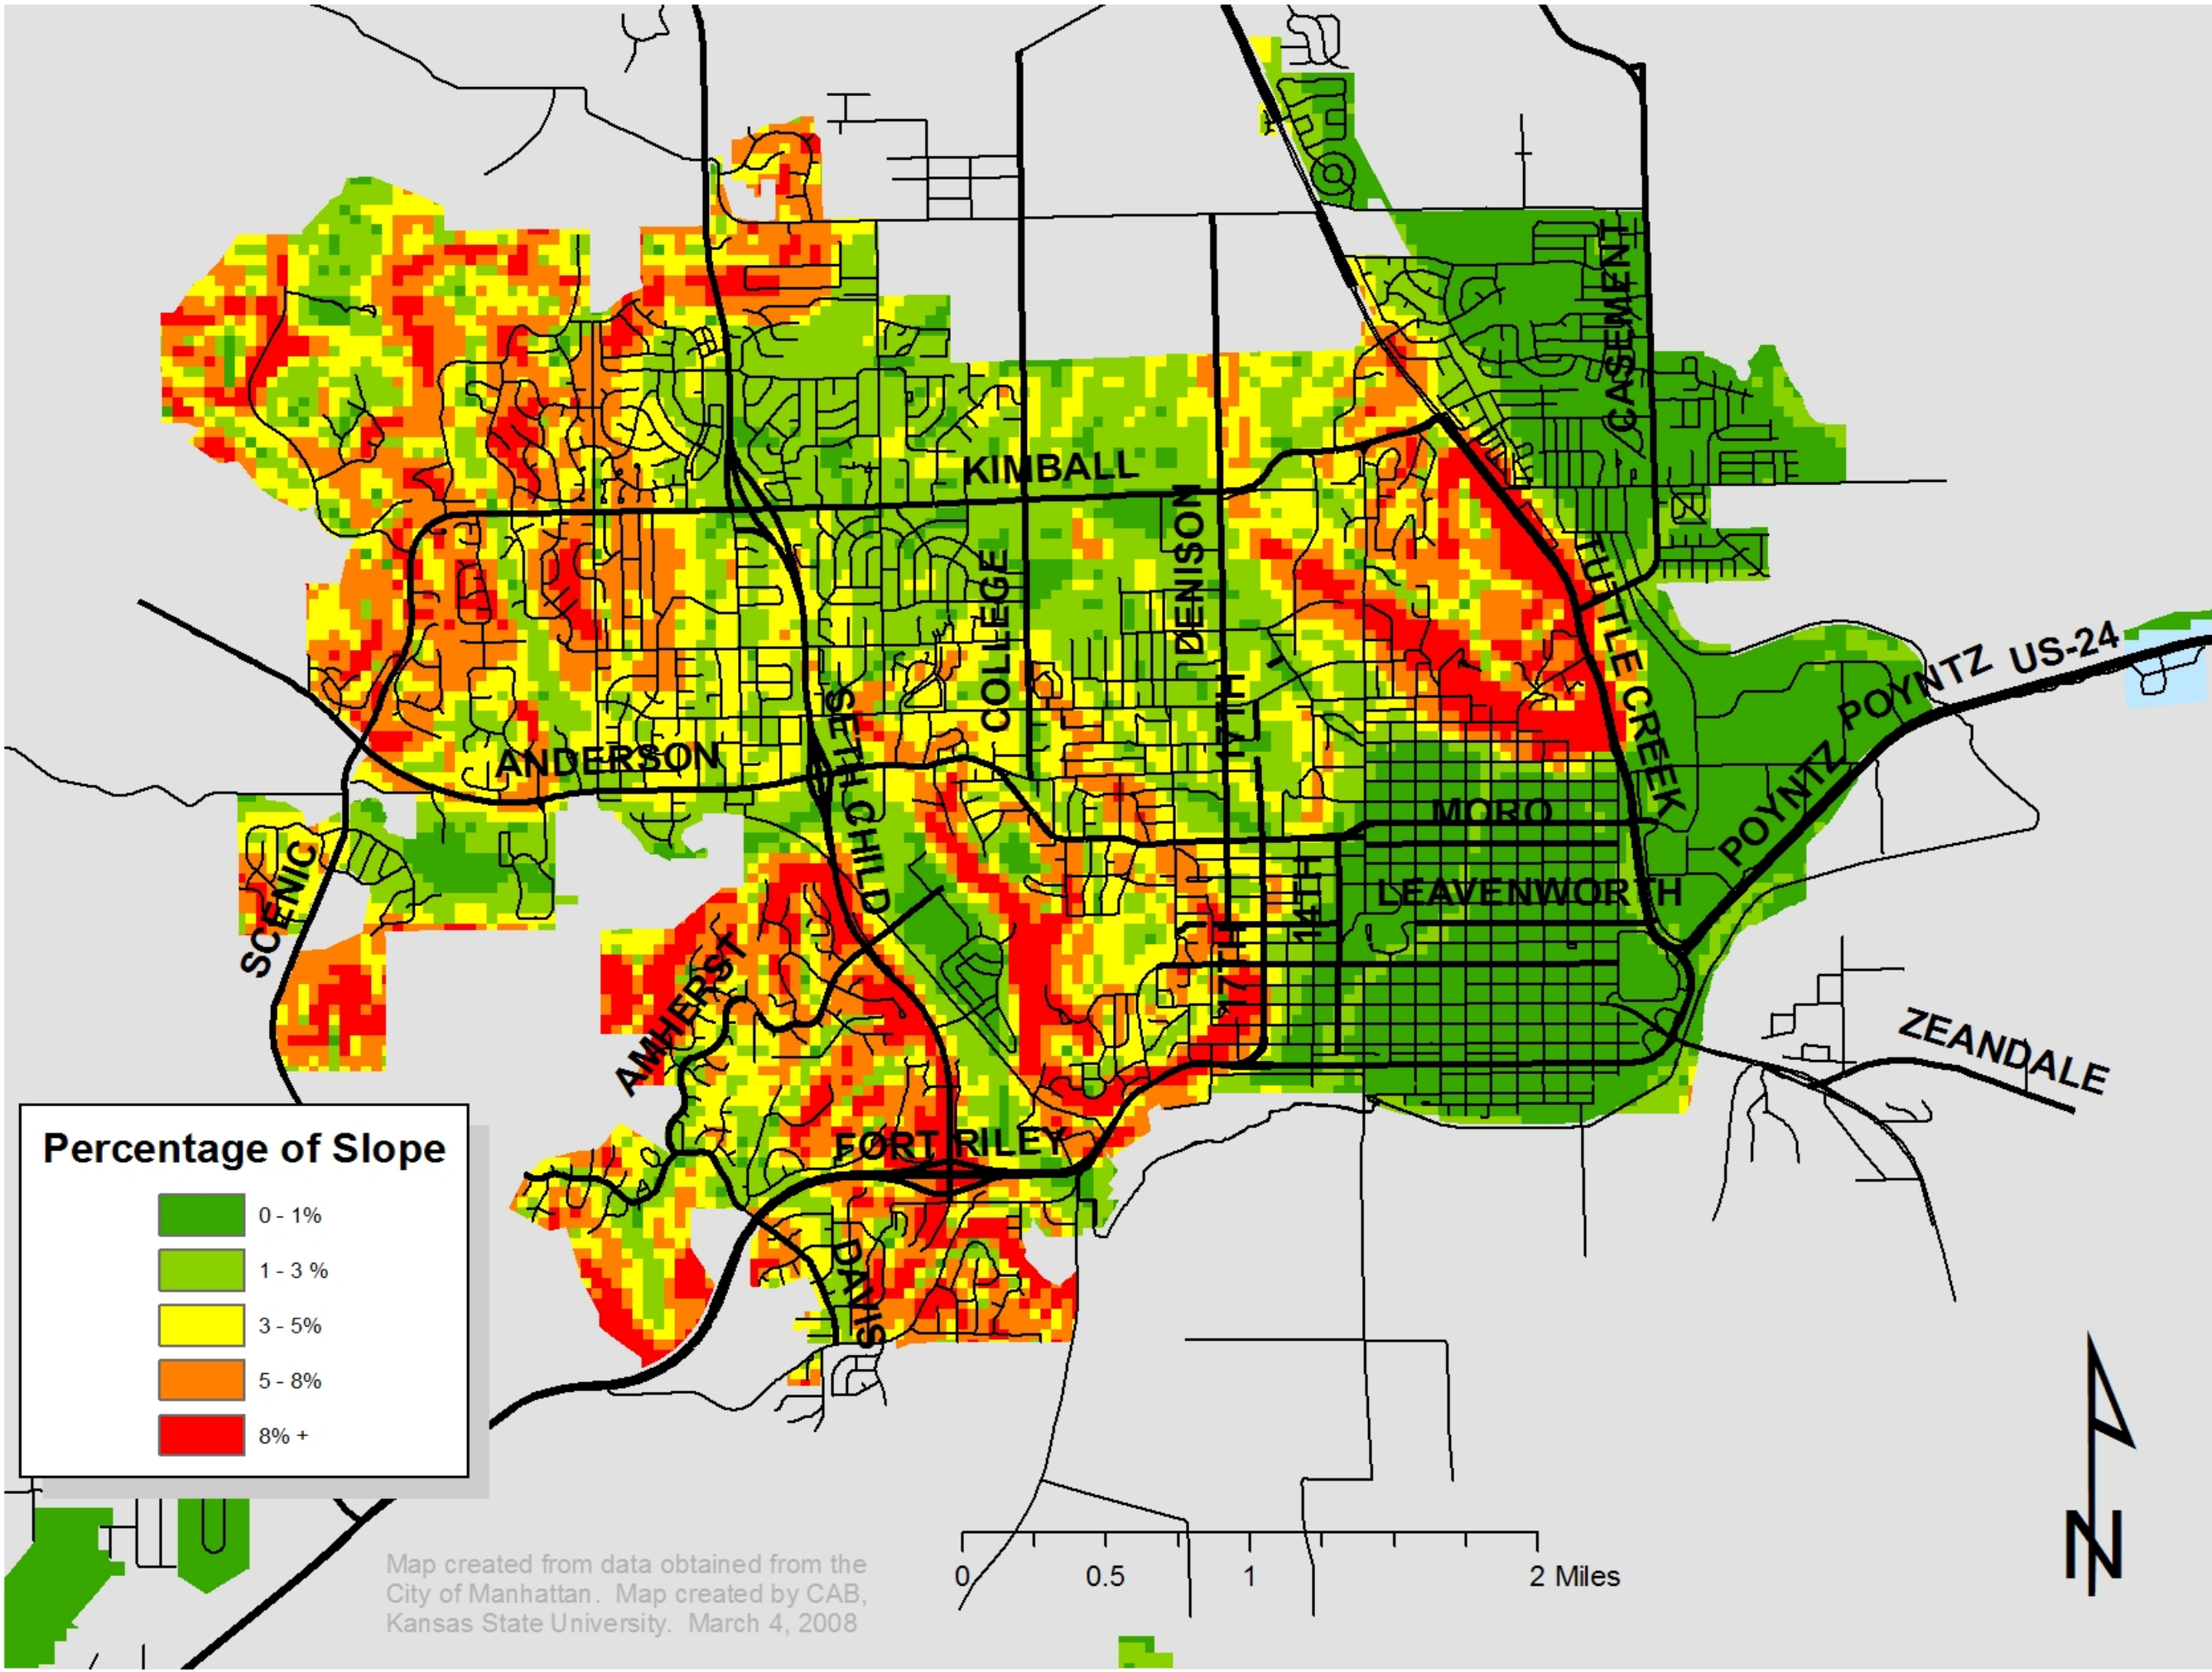 CASEMENT
KIMBALL
DENISON
COLLEGE
TUTTLE CREEK
US-24
POYNTZ
POYNTZ
17TH
SETH CHILD
ANDERSON
MORO
LEAVENWORTH
14TH
SCENIC
17TH
AMHERST
ZEANDALE
FORT RILEY
DAVIS
Percentage of Slope
0 - 1%
1 - 3 %
3 - 5%
5 - 8%
8% +
Map created from data obtained from the
City of Manhattan. Map created by CAB,
Kansas State University. March 4, 2008
0 0.5 1 2 Miles
N